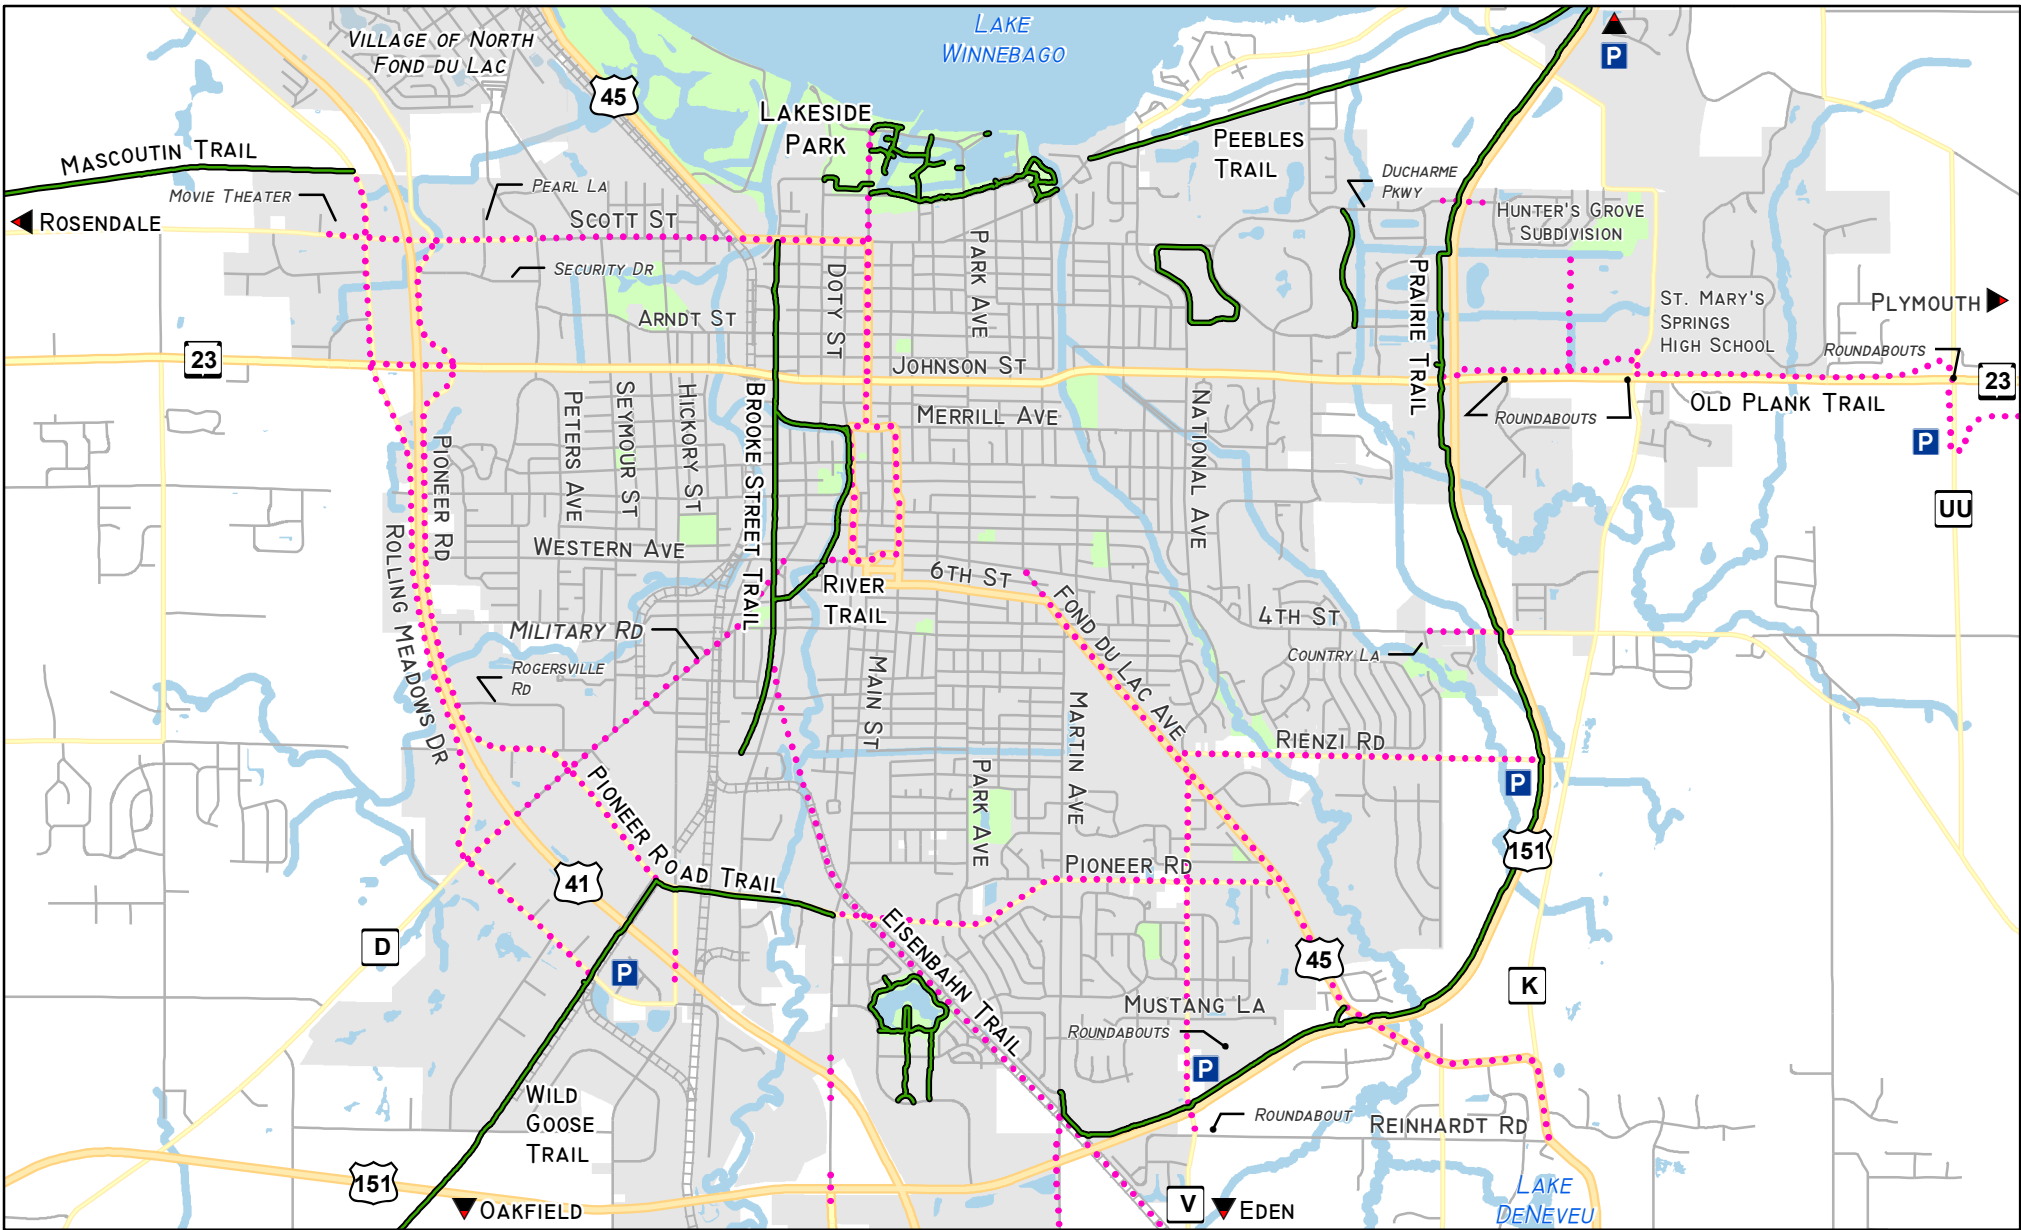 LAKE
WINNEBAGO
VILLAGE OF NORTH
FOND DU LAC
45
LAKESIDE
PARK
P
PEEBLES
TRAIL
MASCOUTIN TRAIL
MOVIE THEATER
PEARL LA
DUCHARME
PKWY
ROSENDALE
SCOTT ST
HUNTER'S GROVE
SUBDIVISION
SECURITY DR
DOTY ST
PARK AVE
PRAIRIE TRAIL
ARNDT ST
ST. MARY'S
SPRINGS
HIGH SCHOOL
PLYMOUTH
ROUNDABOUTS
23
JOHNSON ST
23
PETERS AVE
SEYMOUR ST
HICKORY ST
BROOKE STREET TRAIL
MERRILL AVE
NATIONAL AVE
ROUNDABOUTS
OLD PLANK TRAIL
P
PIONEER RD
ROLLING MEADOWS DR
UU
WESTERN AVE
RIVER
TRAIL
6TH ST
FOND DU LAC AVE
4TH ST
MILITARY RD
COUNTRY LA
ROGERSVILLE
RD
MAIN ST
MARTIN AVE
RIENZI RD
PARK AVE
P
PIONEER ROAD TRAIL
151
PIONEER RD
41
D
EISENBAHN TRAIL
45
P
K
MUSTANG LA
ROUNDABOUTS
P
WILD
GOOSE
TRAIL
ROUNDABOUT
REINHARDT RD
151
OAKFIELD
V
EDEN
LAKE
DENEVEU